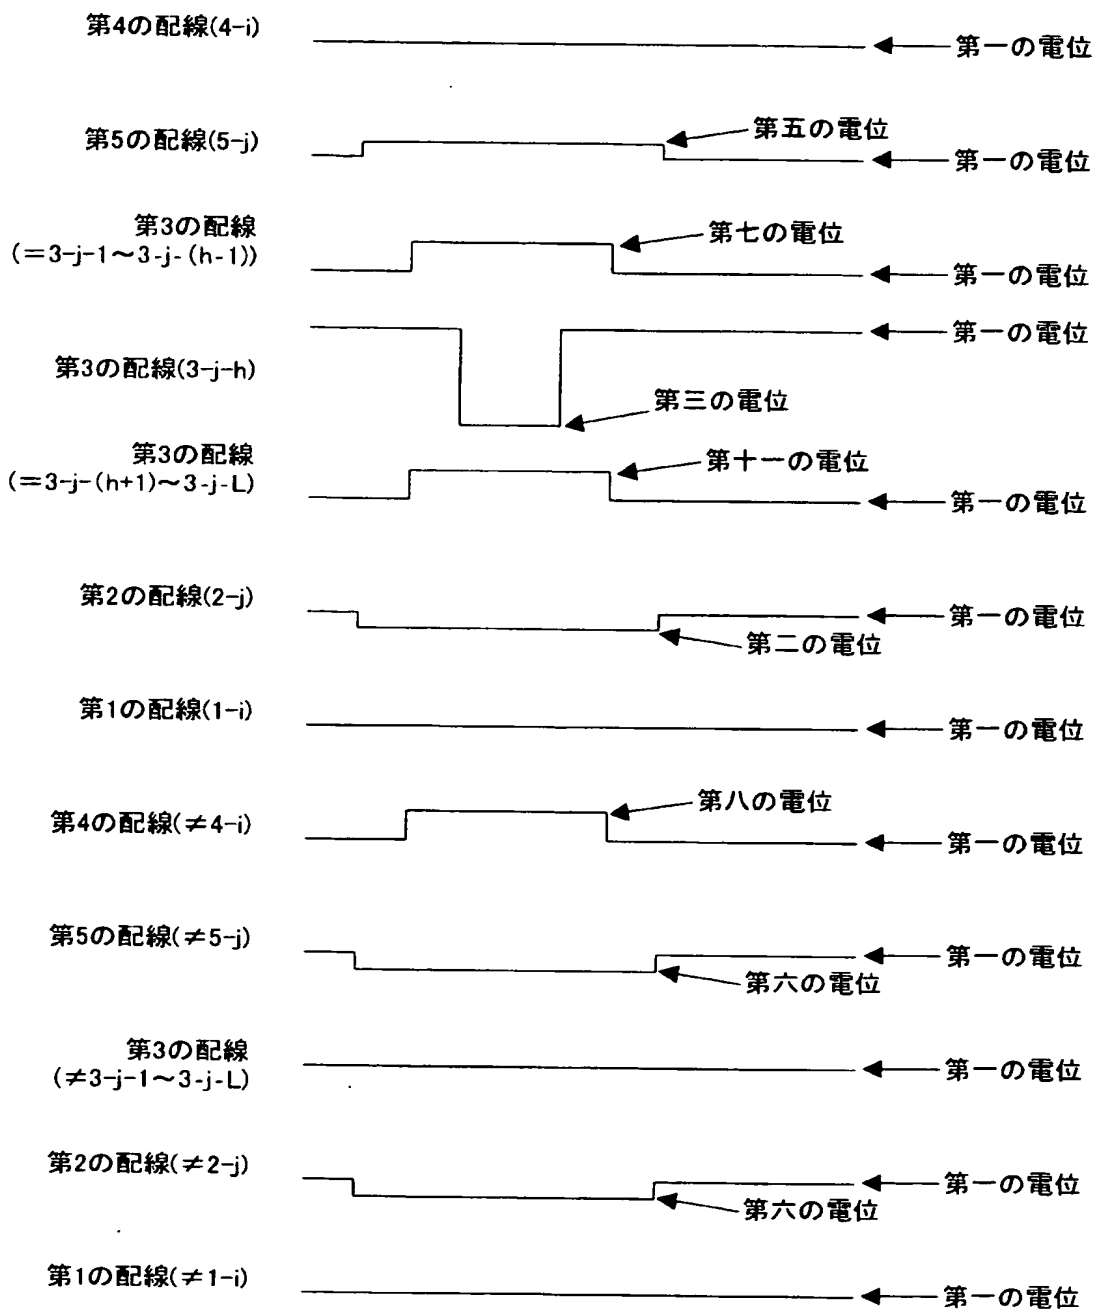 第4の配線(4-i)
第一の電位
第5の配線(5-j)
第五の電位
第一の電位
第3の配線
(=3-j-1～3-j-(h-1))
第七の電位
第一の電位
第一の電位
第3の配線(3-j-h)
第三の電位
第3の配線
(=3-j-(h+1)～3-j-L)
第十一の電位
第一の電位
第2の配線(2-j)
第一の電位
第二の電位
第1の配線(1-i)
第一の電位
第4の配線(≠4-i)
第八の電位
第一の電位
第5の配線(≠5-j)
第一の電位
第六の電位
第3の配線
(≠3-j-1～3-j-L)
第一の電位
第2の配線(≠2-j)
第一の電位
第六の電位
第1の配線(≠1-i)
第一の電位